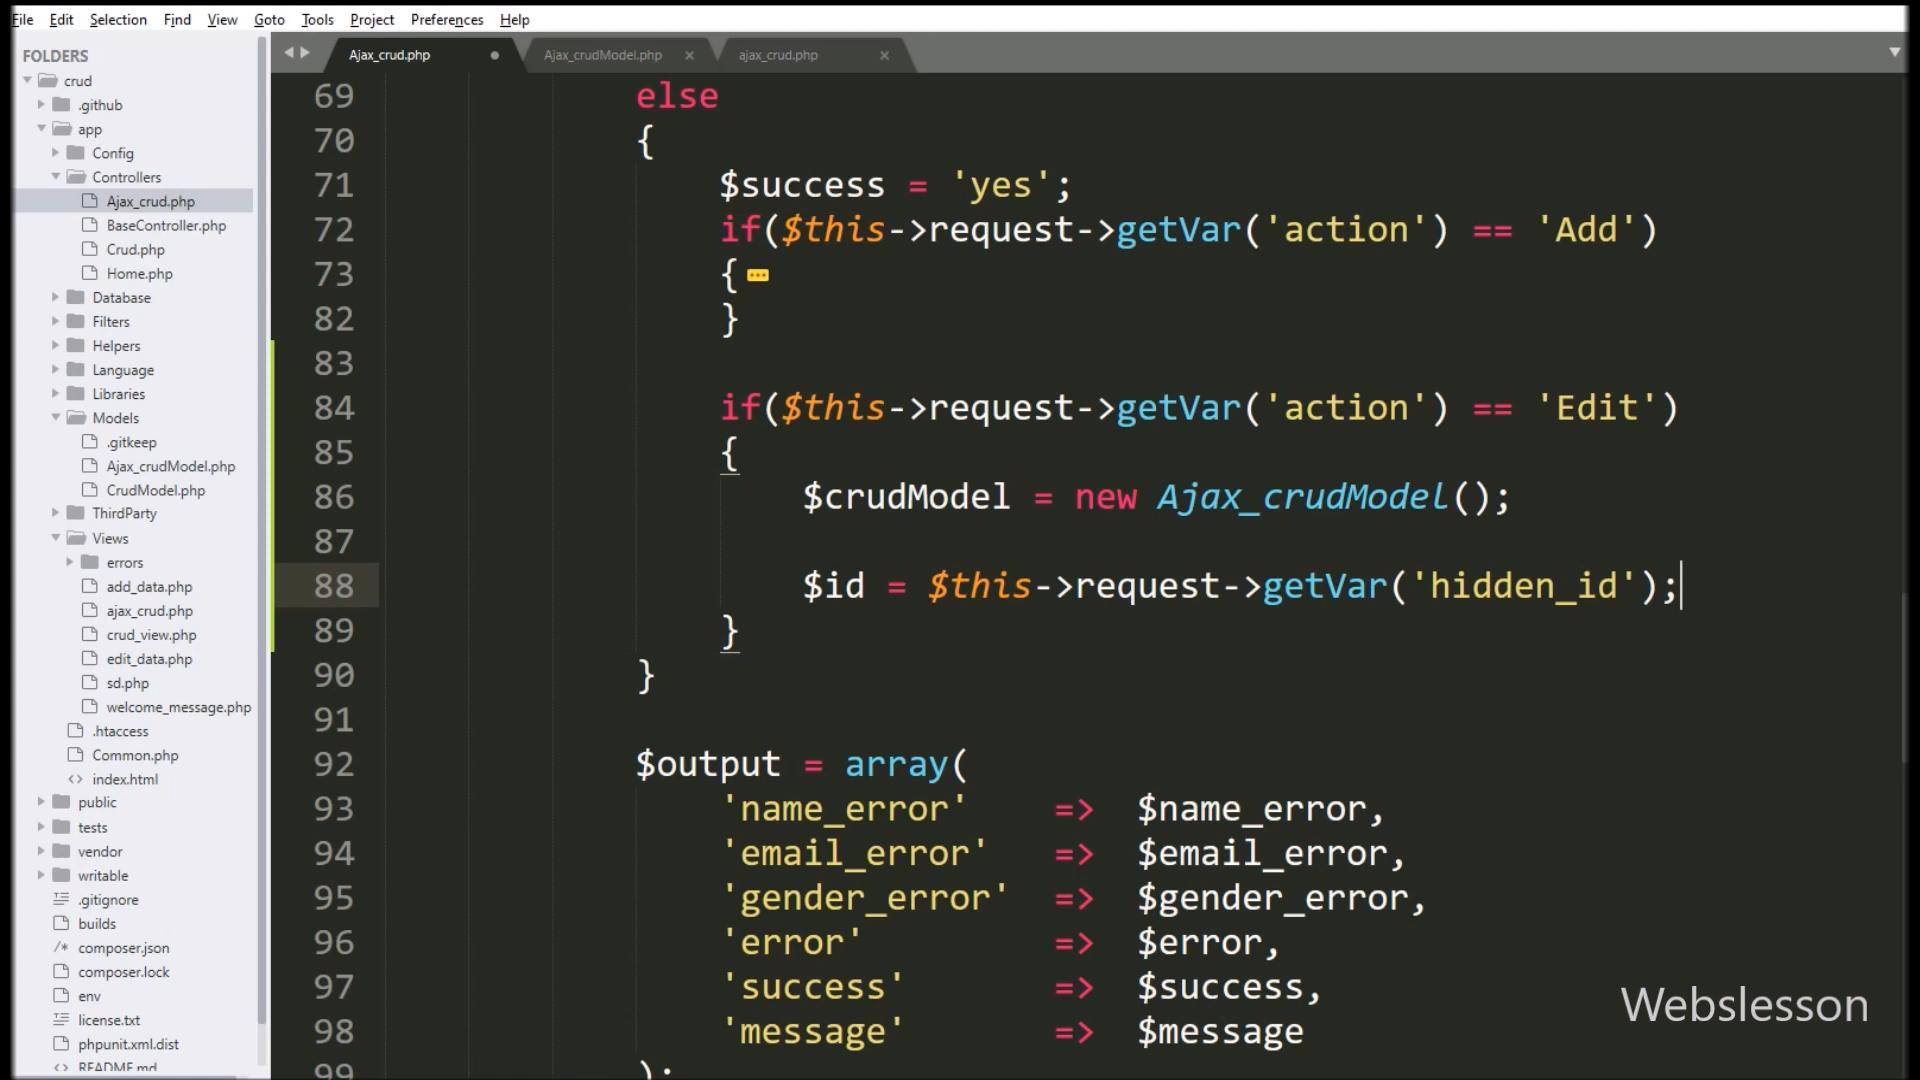 File Edit Selection Find View Goto Tools Project Preferences Help
FOLDERS
crud
.github
app
Config
Controllers
Ajax_crud.php
BaseController.php
Crud.php
Home.php
Database
Filters
Helpers
Language
Libraries
Models
.gitkeep
Ajax_crudModel.php
CrudModel.php
ThirdParty
Views
errors
add_data.php
ajax_crud.php
crud_view.php
edit_data.php
sd.php
welcome_message.php
.htaccess
Common.php
<> index.html
public
tests
vendor
writable
.gitignore
builds
/* composer.json
composer.lock
env
license.txt
phpunit.xml.dist
<> README.md
Ajax_crud.php Ajax_crudModel.php × ajax_crud.php ×
69 else
70 {
71 $success = 'yes';
72 if($this->request->getVar('action') == 'Add')
73 {
82 }
83
84 if($this->request->getVar('action') == 'Edit')
85 {
86 $crudModel = new Ajax_crudModel();
87
88 $id = $this->request->getVar('hidden_id');
89 }
90 }
91
92 $output = array(
93 'name_error' => $name_error,
94 'email_error' => $email_error,
95 'gender_error' => $gender_error,
96 'error' => $error,
97 'success' => $success,
98 'message' => $message
99 );
Webslesson